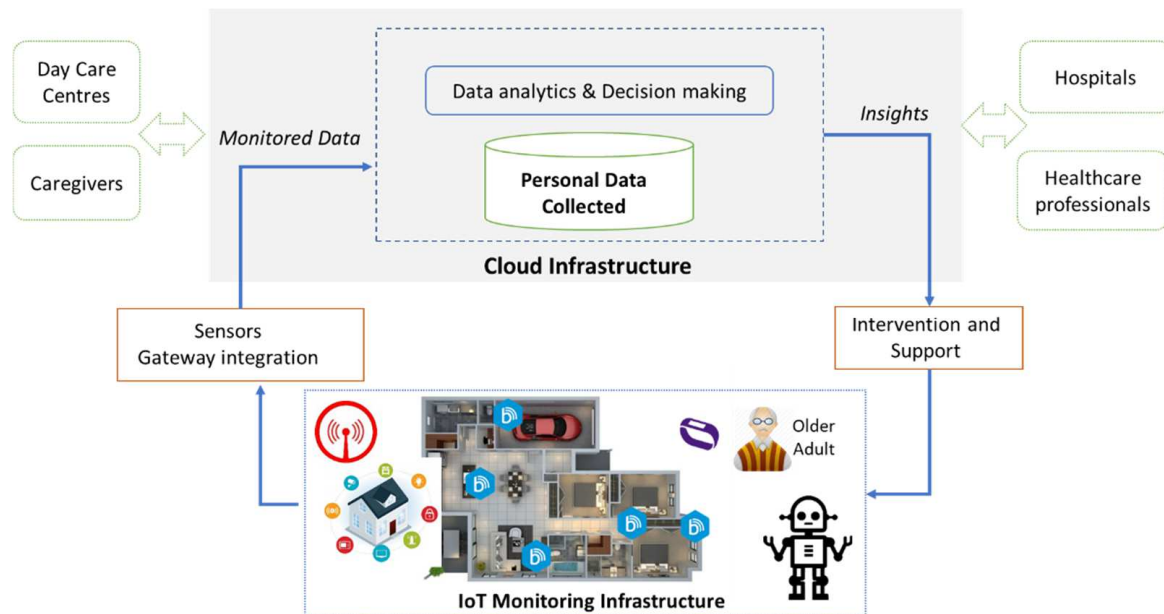 Day Care
Centres
Caregivers
Monitored Data
Data analytics & Decision making
Personal Data
Collected
Cloud Infrastructure
Insights
Hospitals
Healthcare
professionals
Sensors
Gateway integration
Intervention and
Support
Older
Adult
IoT Monitoring Infrastructure